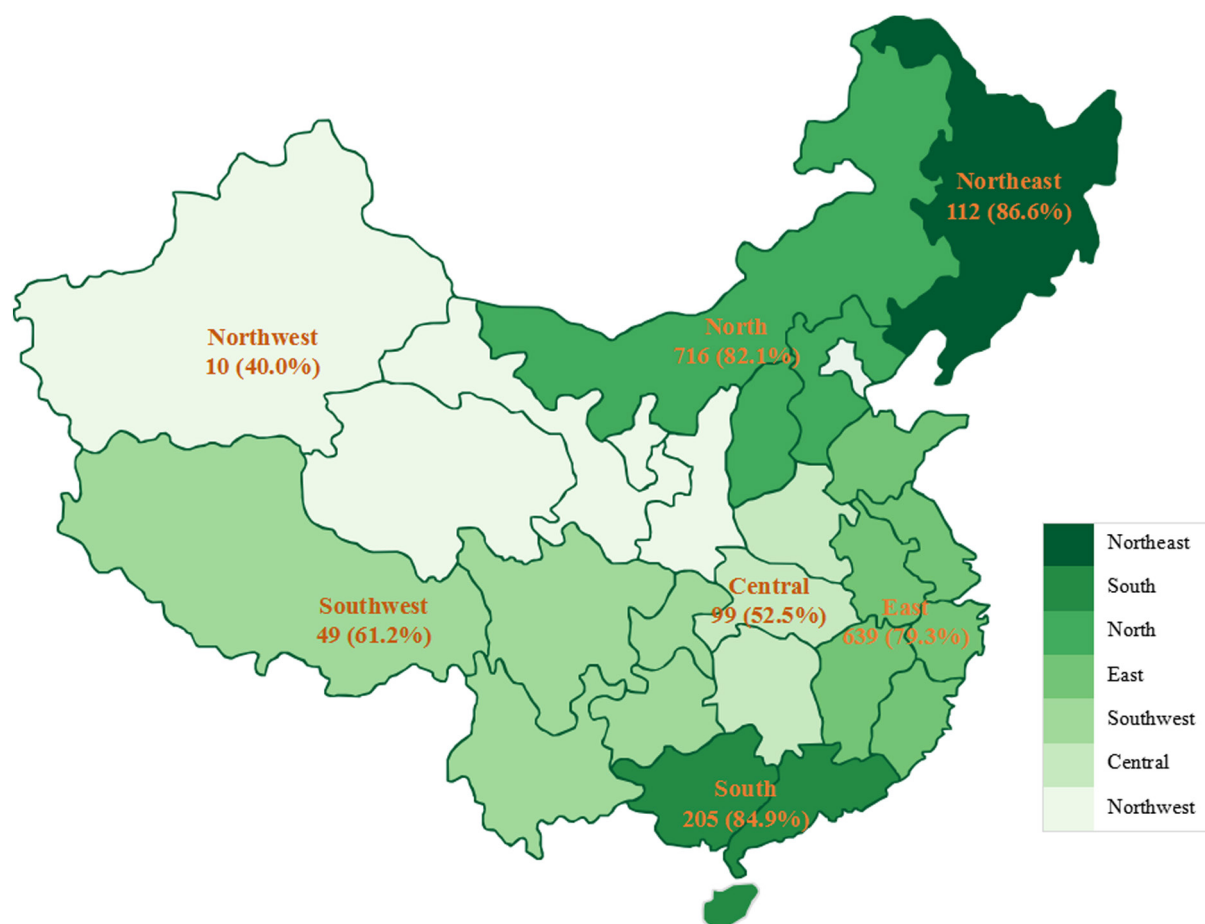 Northeast
112 (86.6%)
Northwest
10 (40.0%)
North
716 (82.1%)
Southwest
49 (61.2%)
Central
99 (52.5%)
East
639 (79.3%)
South
205 (84.9%)
Northeast
South
North
East
Southwest
Central
Northwest